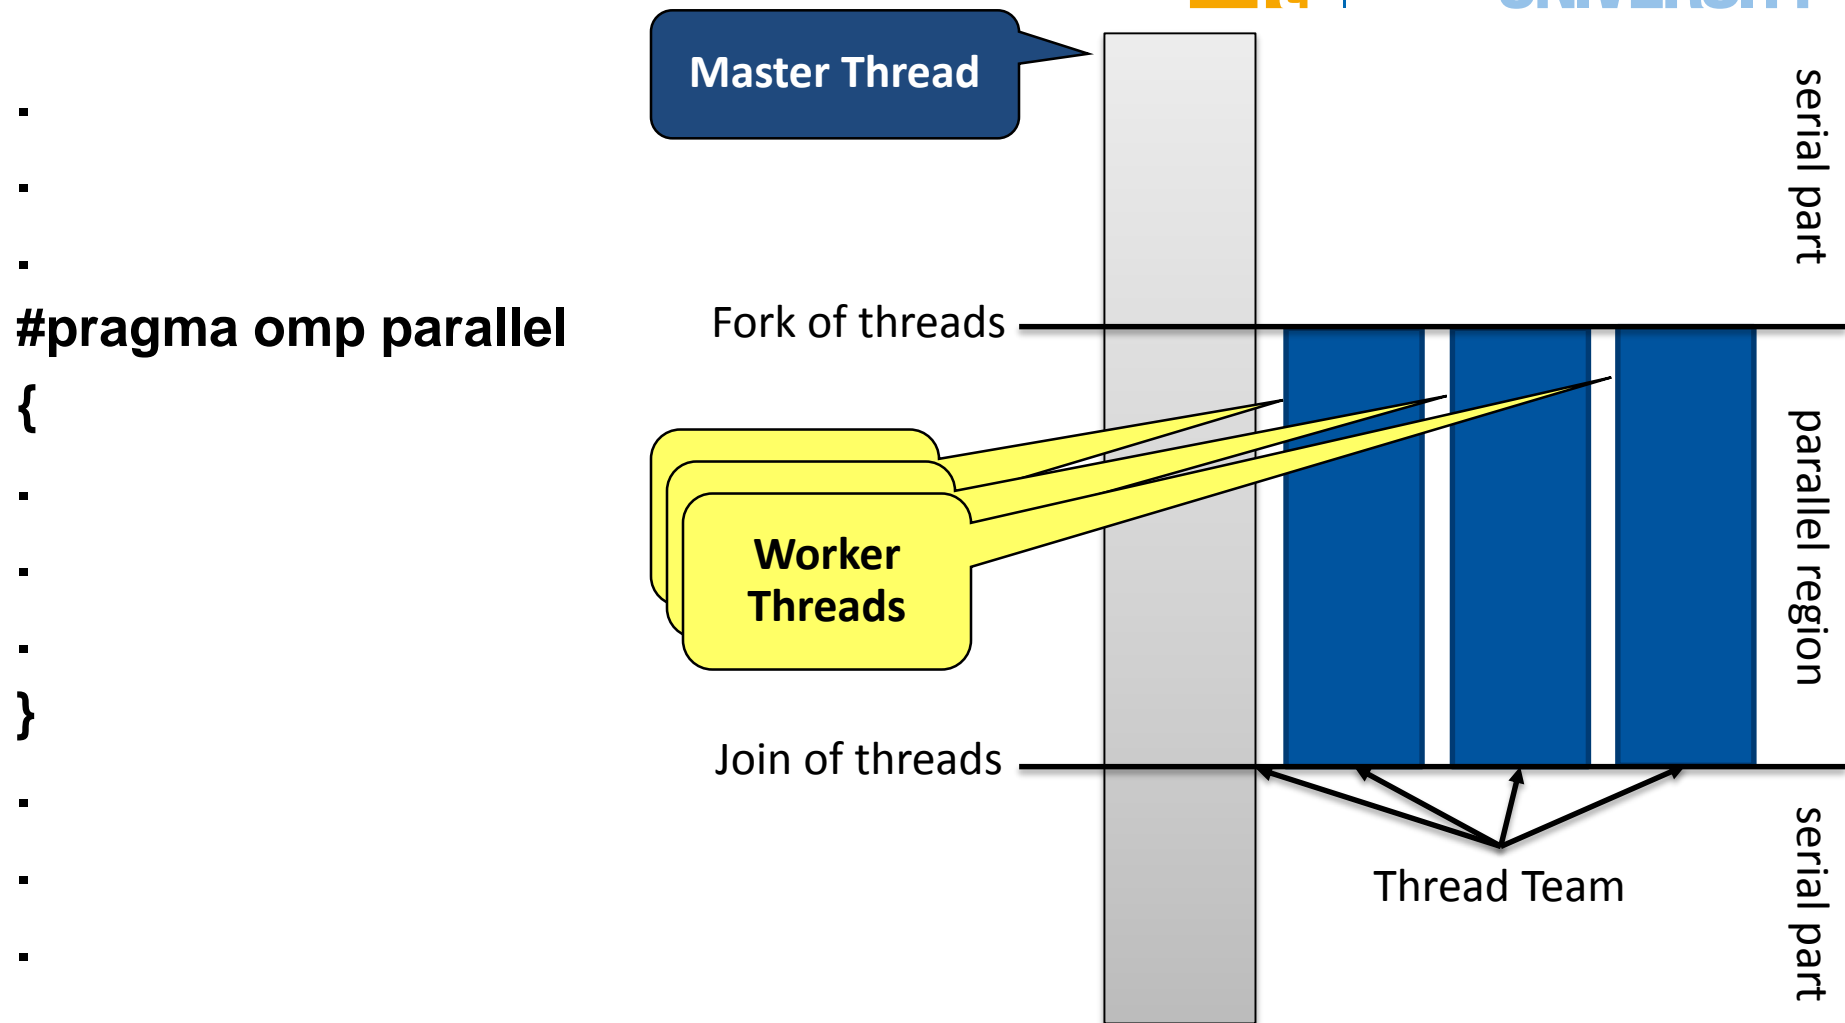 Master Thread
serial part
.
.
.
#pragma omp parallel
Fork of threads
{
.
.
.
Worker
Threads
parallel region
}
Join of threads
.
.
.
Thread Team
serial part